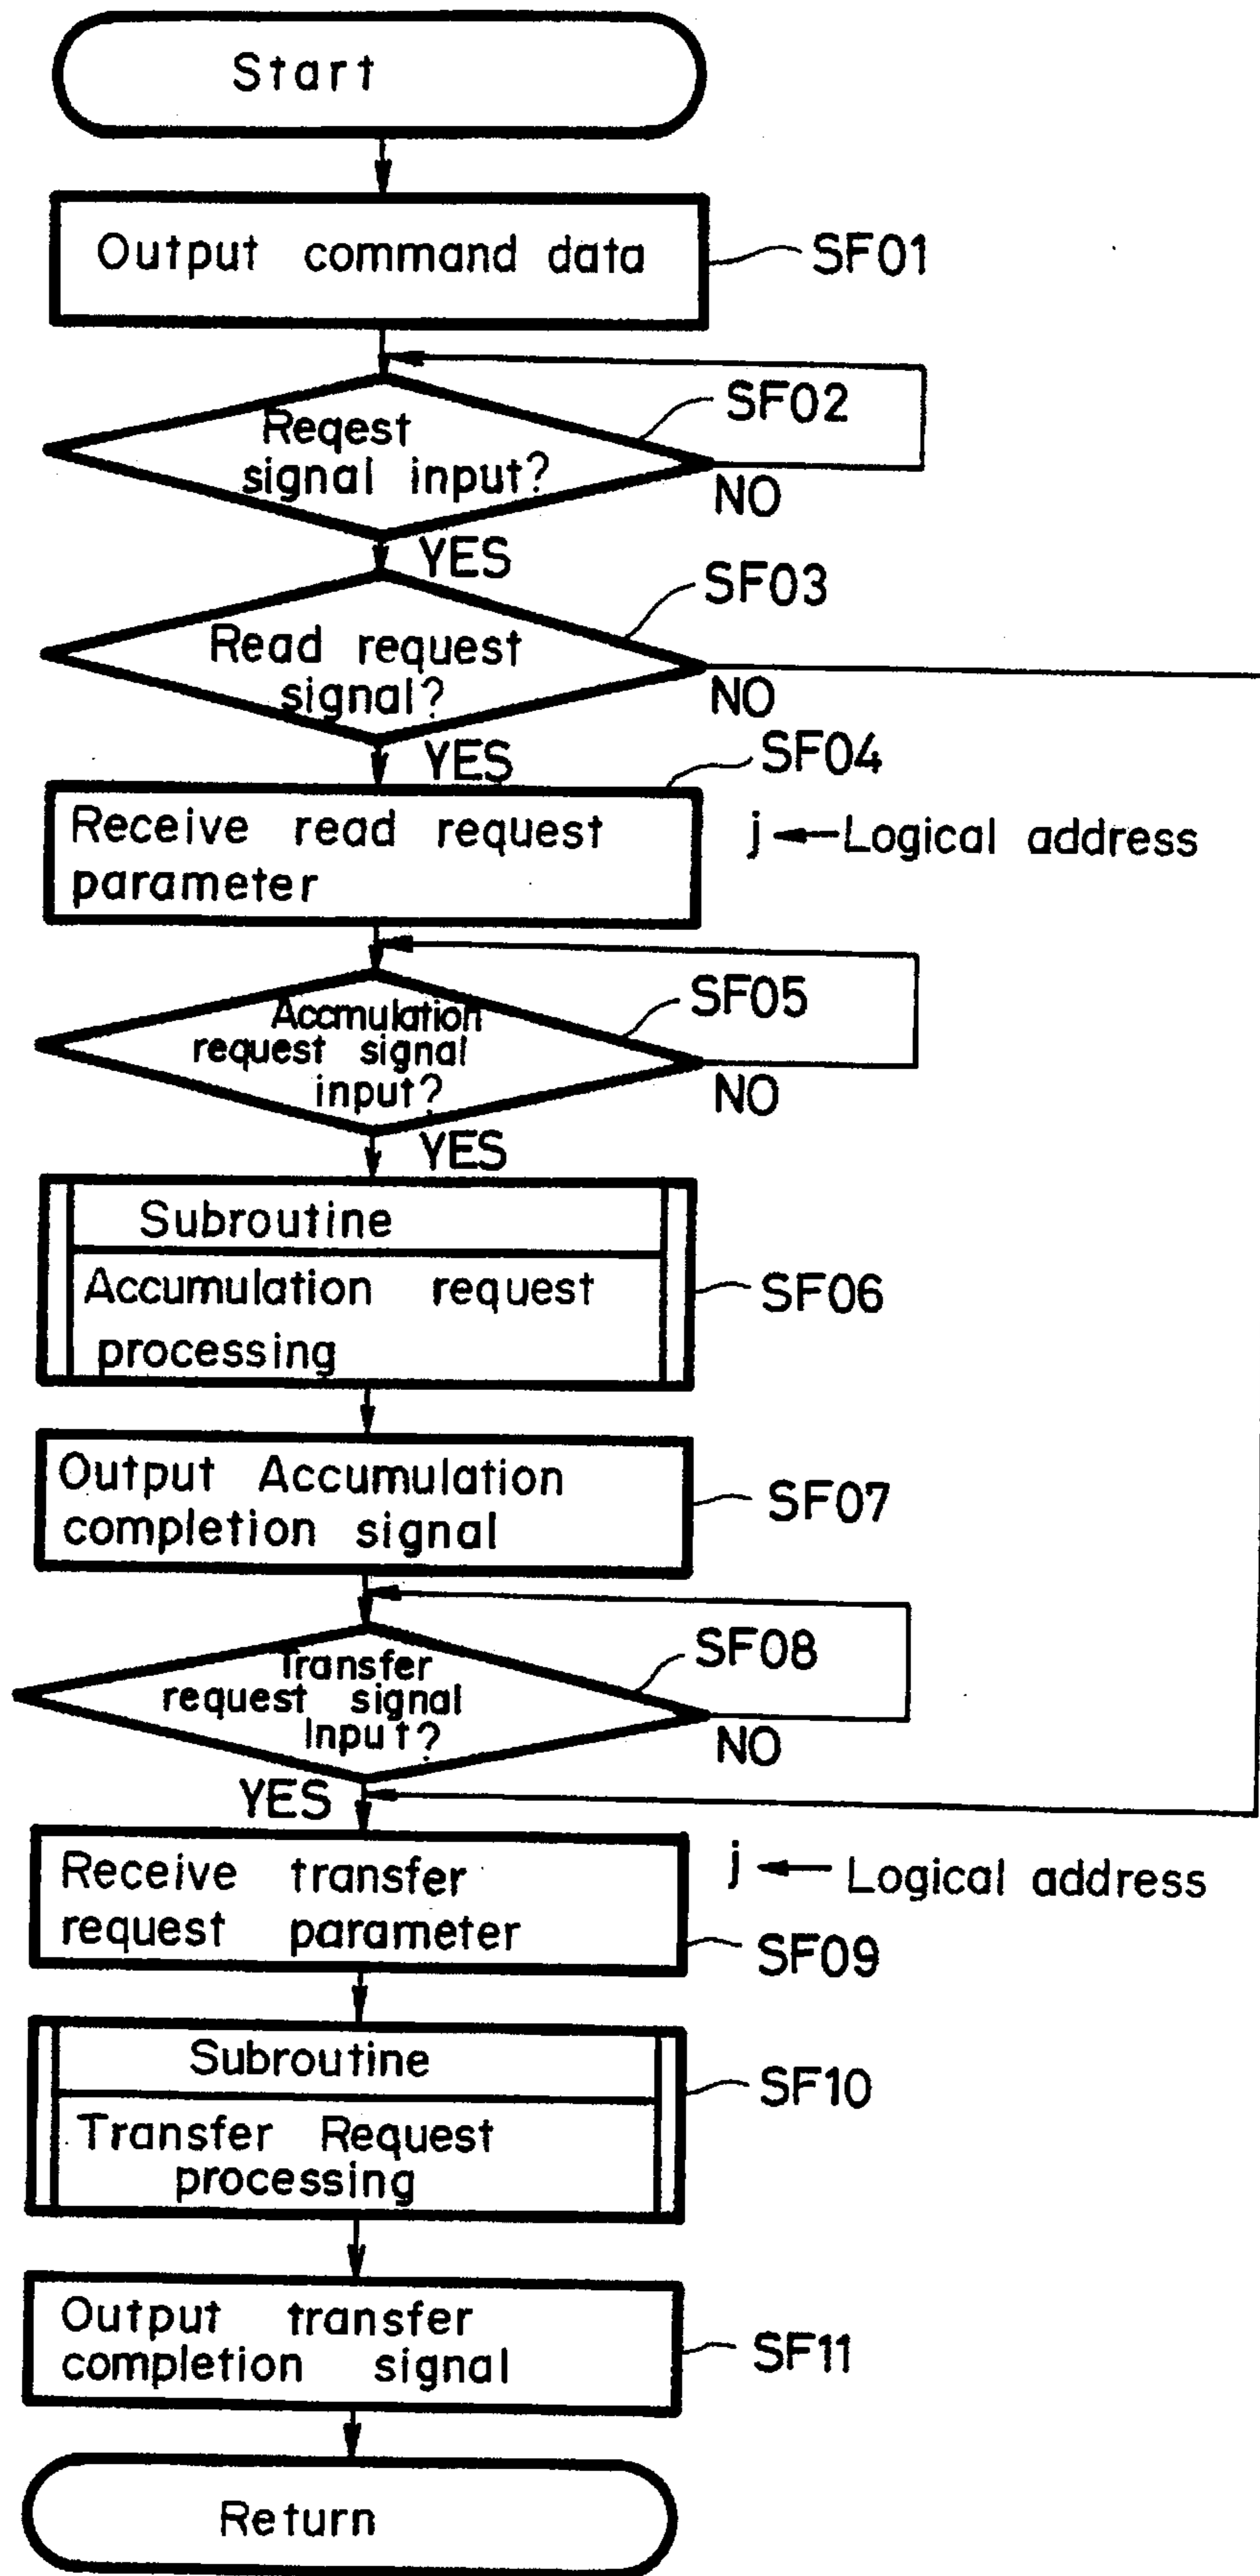 Start
Output command data
SF01
Reqest
signal input?
SF02
NO
YES
Read request
signal?
SF03
NO
YES
SF04
Receive read request
parameter
j ← Logical address
Accmulation
request signal
input?
SF05
NO
YES
Subroutine
Accumulation request
processing
SF06
Output Accumulation
completion signal
SF07
Transfer
request signal
Input?
SF08
NO
YES
Receive transfer
request parameter
j ← Logical address
SF09
Subroutine
Transfer Request
processing
SF10
Output transfer
completion signal
SF11
Return